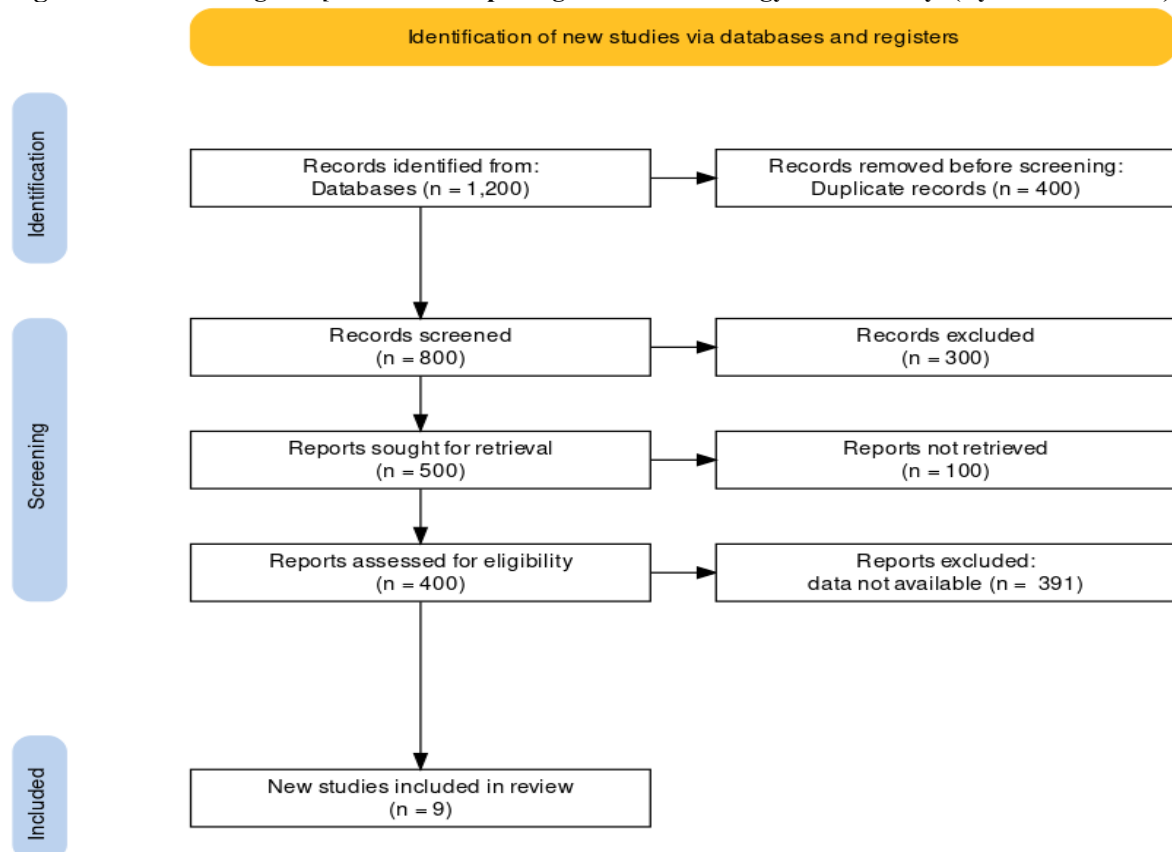 Identification of new studies via databases and registers
Identification
Records identified from:
Databases (n = 1,200)
Records removed before screening:
Duplicate records (n = 400)
Screening
Records screened
(n = 800)
Records excluded
(n = 300)
Reports sought for retrieval
(n = 500)
Reports not retrieved
(n = 100)
Reports assessed for eligibility
(n = 400)
Reports excluded:
data not available (n =  391)
Included
New studies included in review
(n = 9)